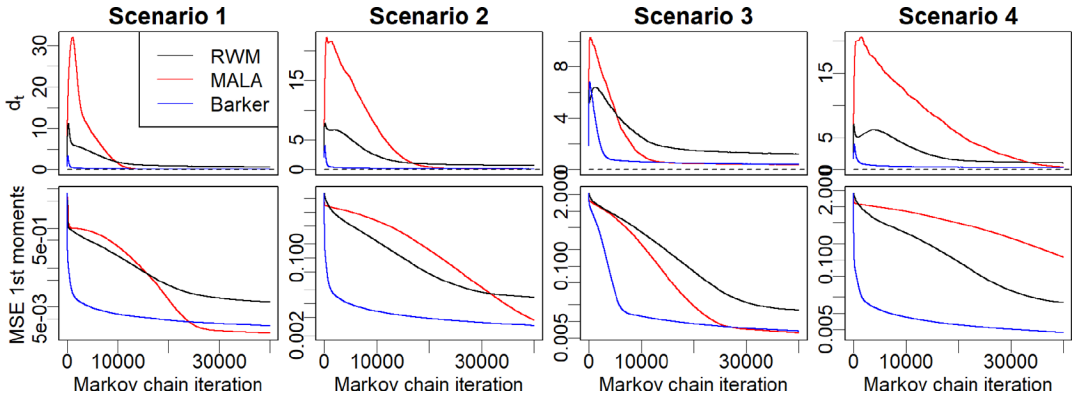 Scenario 1 Scenario 2 Scenario 3 Scenario 4
RWM
MALA
Barker
d_t
0 10 20 30
0 5 15
0 4 8
0 5 15
MSE 1st moments
5e-03 5e-01
0.002 0.100
0.005 0.100 2.000
0.005 0.100 2.000
0 10000 30000
0 10000 30000
0 10000 30000
0 10000 30000
Markov chain iteration Markov chain iteration Markov chain iteration Markov chain iteration